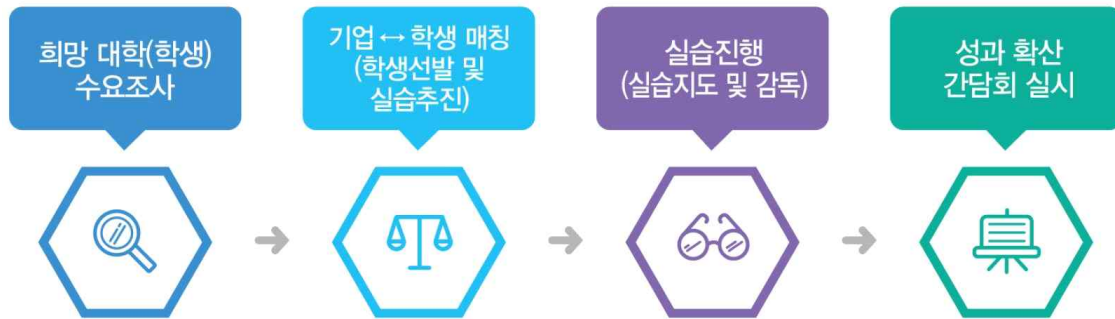 희망 대학(학생)
수요조사
기업 ↔ 학생 매칭
(학생선발 및
실습추진)
실습진행
(실습지도 및 감독)
성과 확산
간담회 실시